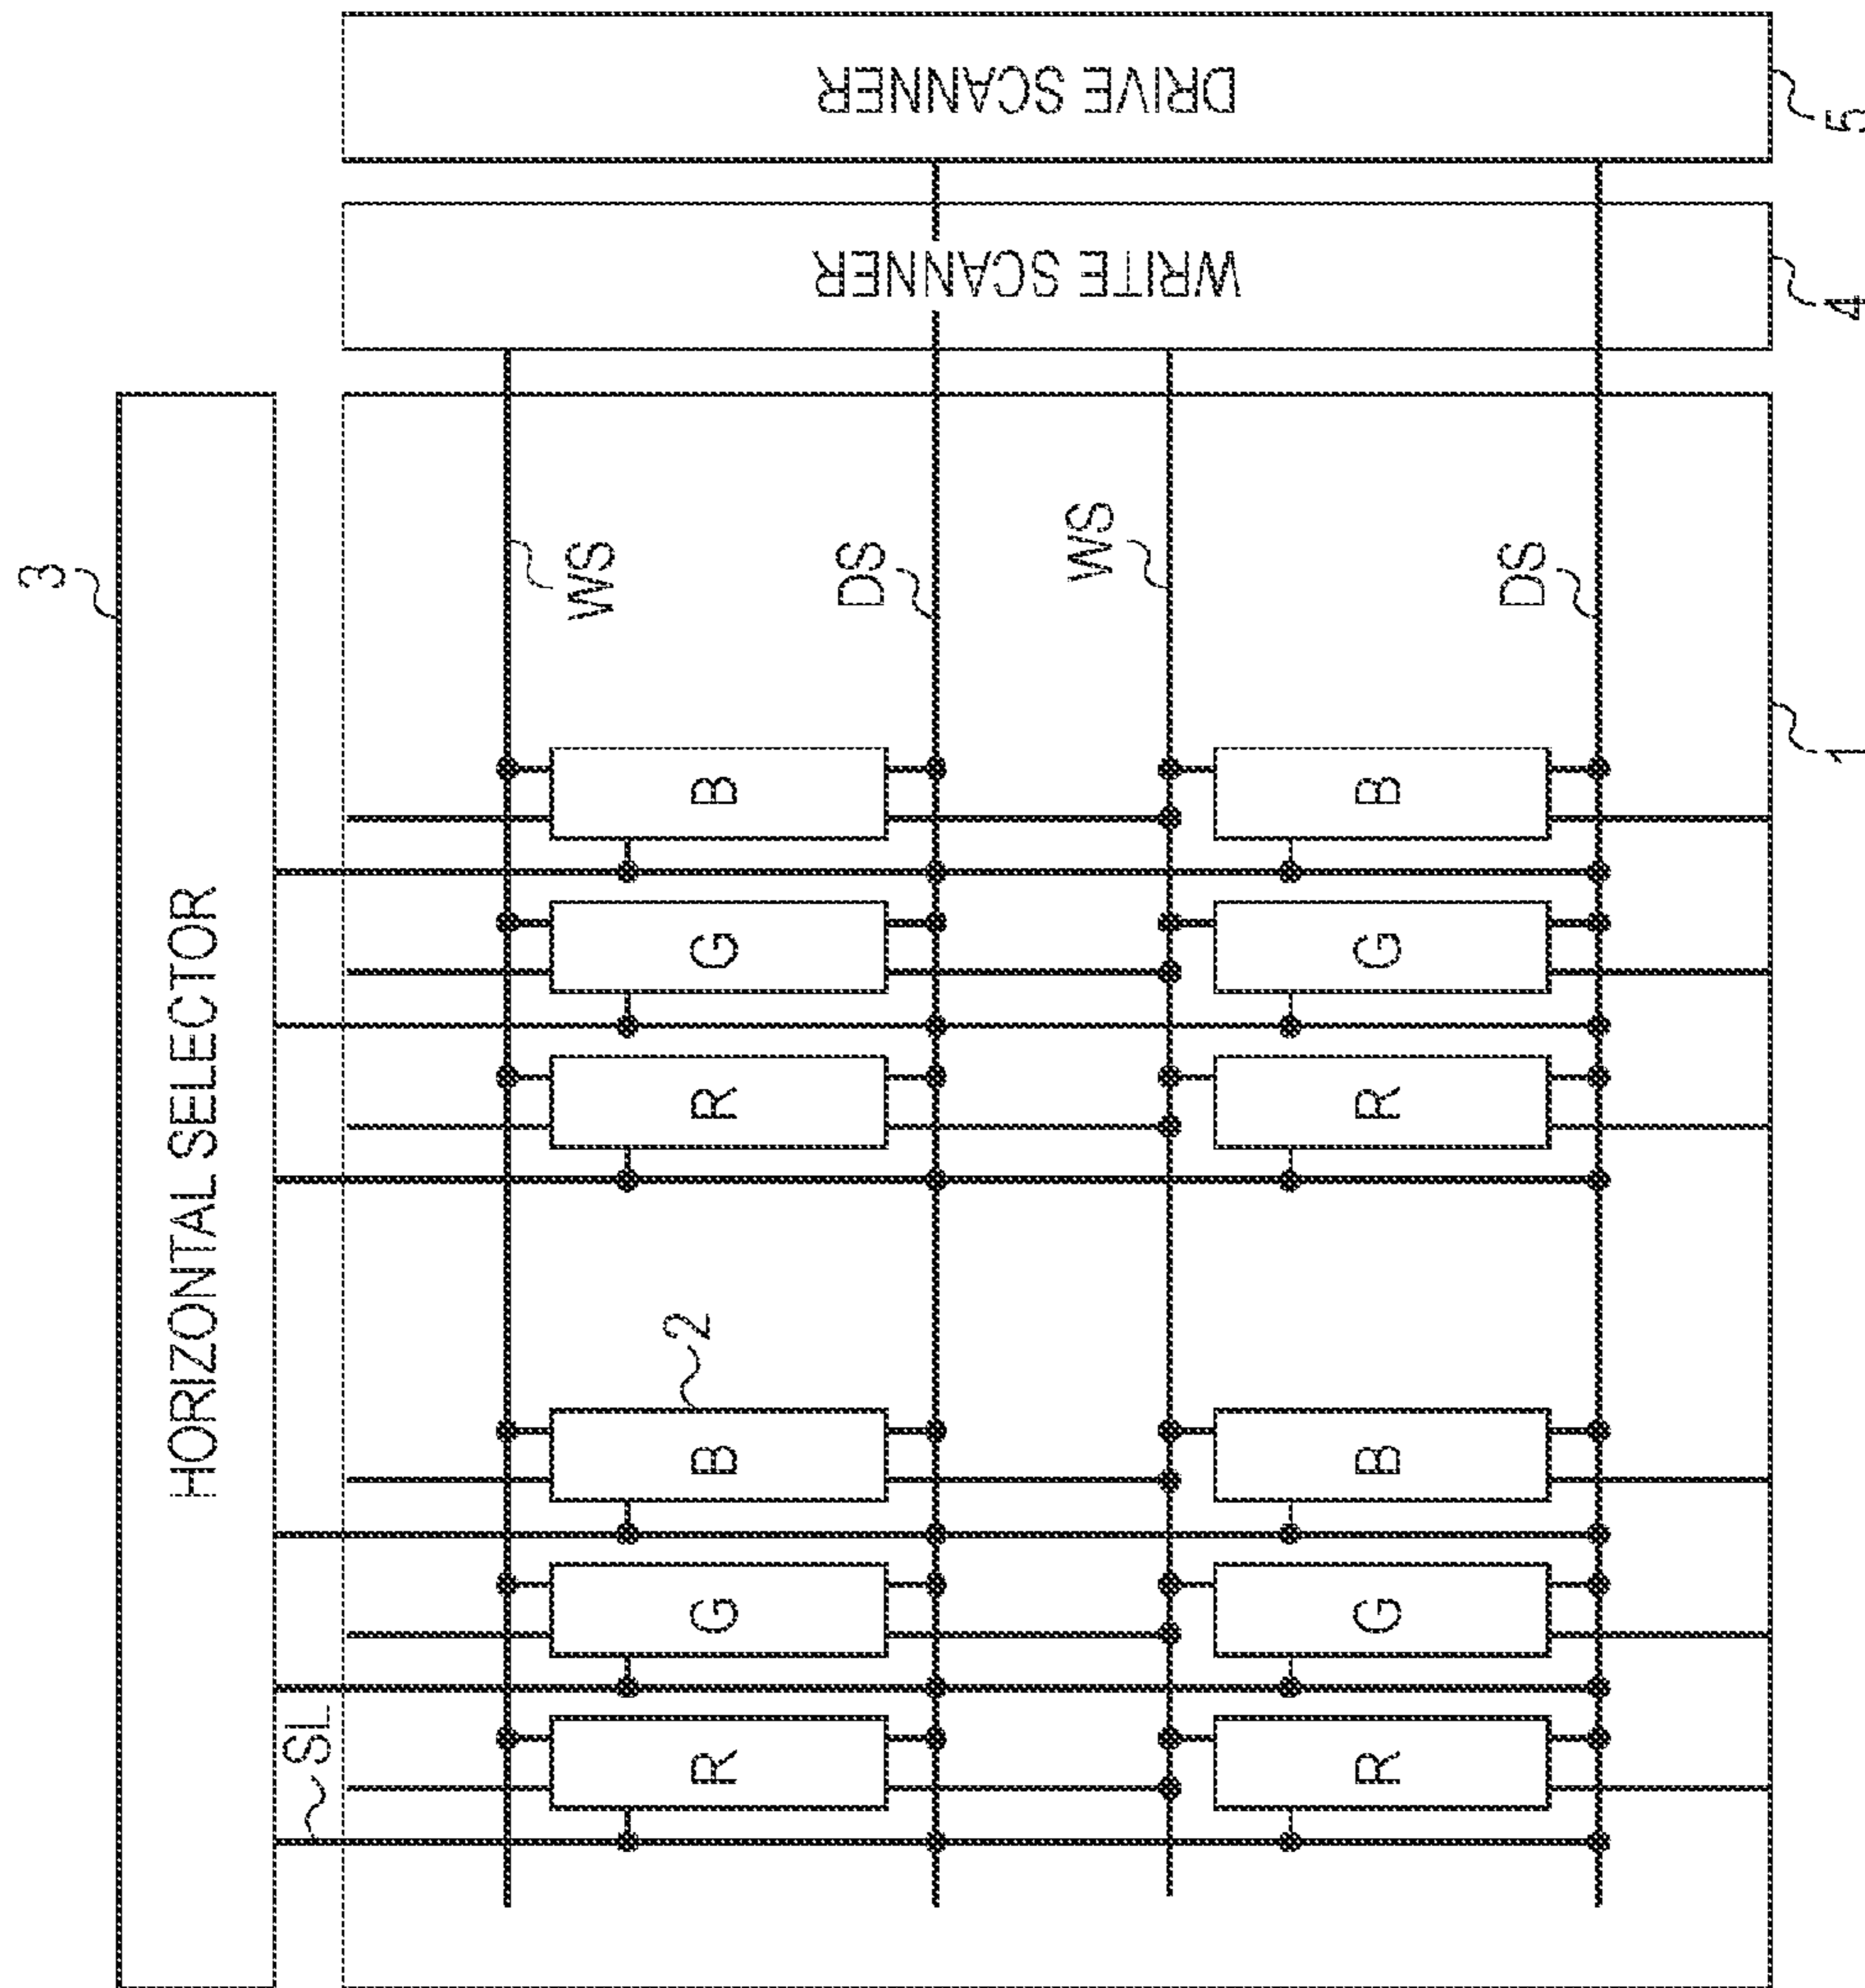 3
HORIZONTAL SELECTOR
SL
WS
DS
WS
DS
2
R
G
B
R
G
B
R
G
B
R
G
B
WRITE SCANNER
DRIVE SCANNER
1
4
5